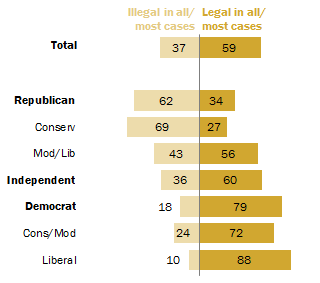 Illegal in all/ Legal in all/
most cases most cases
Total 37 59
Republican 62 34
Conserv 69 27
Mod/Lib 43 56
Independent 36 60
Democrat 18 79
Cons/Mod 24 72
Liberal 10 88